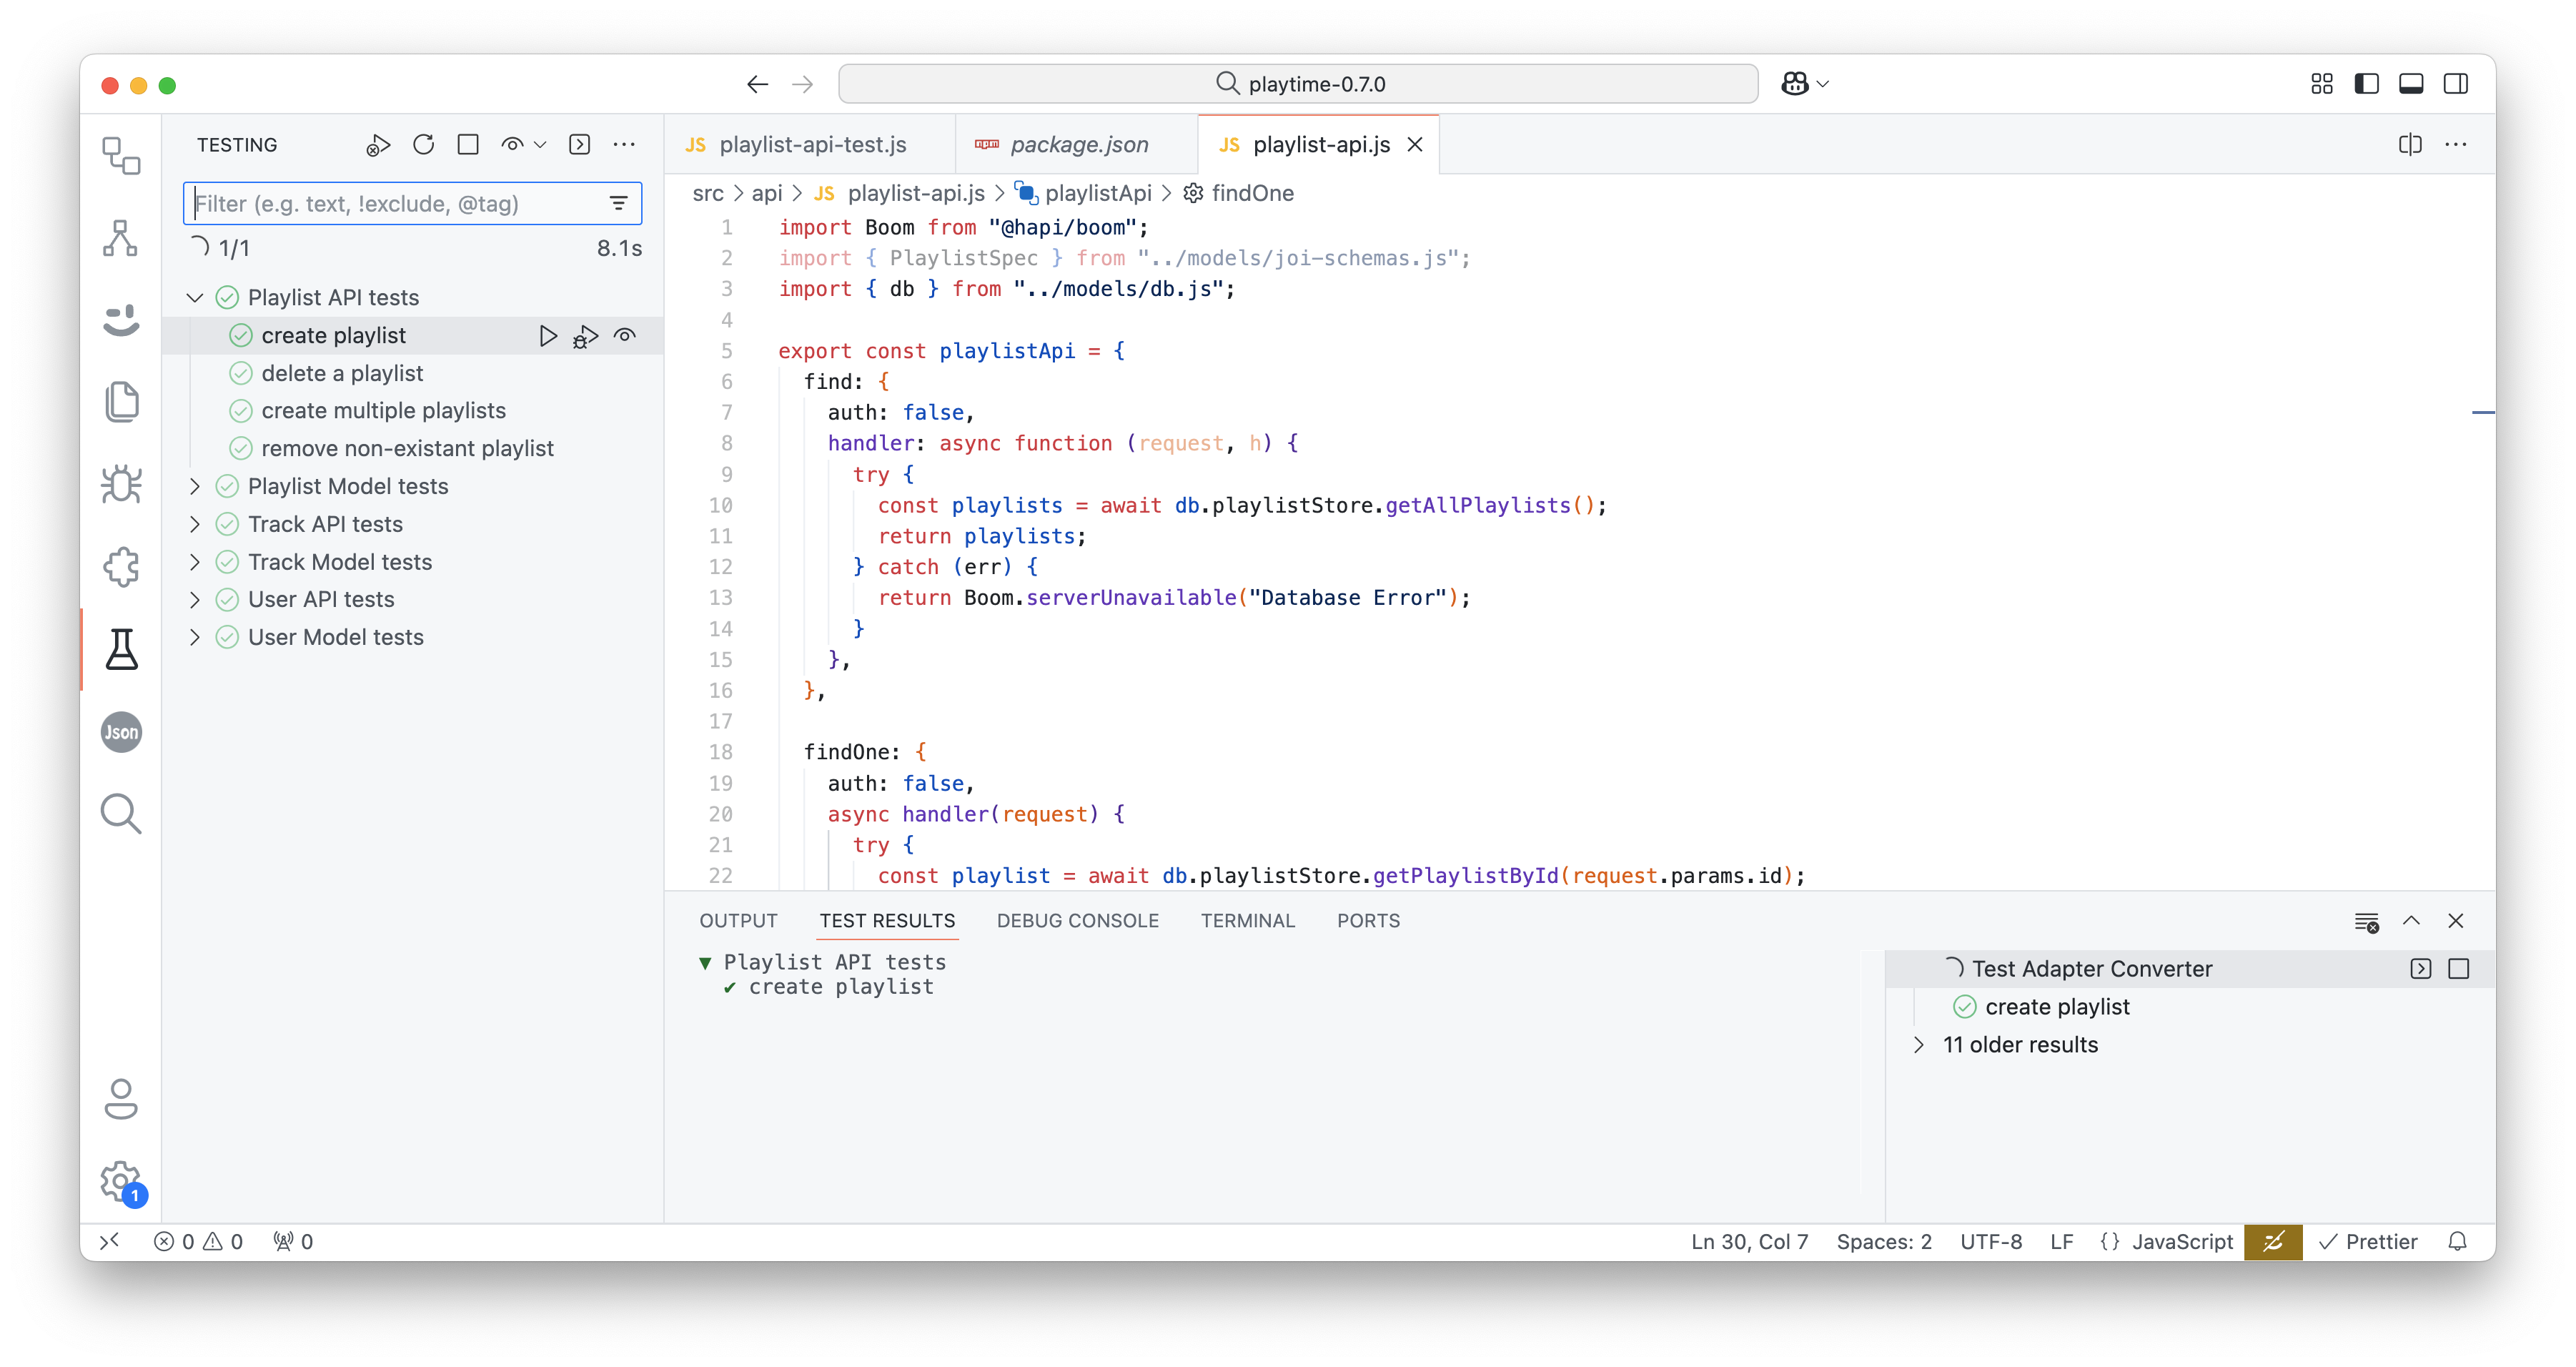 playtime-0.7.0
TESTING
Filter (e.g. text, !exclude, @tag)
1/1 8.1s
Playlist API tests
create playlist
delete a playlist
create multiple playlists
remove non-existant playlist
Playlist Model tests
Track API tests
Track Model tests
User API tests
User Model tests
Json
1
JS playlist-api-test.js
npm package.json
JS playlist-api.js
src > api > JS playlist-api.js > playlistApi > findOne
1 import Boom from "@hapi/boom";
2 import { PlaylistSpec } from "../models/joi-schemas.js";
3 import { db } from "../models/db.js";
4
5 export const playlistApi = {
6 find: {
7 auth: false,
8 handler: async function (request, h) {
9 try {
10 const playlists = await db.playlistStore.getAllPlaylists();
11 return playlists;
12 } catch (err) {
13 return Boom.serverUnavailable("Database Error");
14 }
15 },
16 },
17
18 findOne: {
19 auth: false,
20 async handler(request) {
21 try {
22 const playlist = await db.playlistStore.getPlaylistById(request.params.id);
OUTPUT TEST RESULTS DEBUG CONSOLE TERMINAL PORTS
▼ Playlist API tests
✔ create playlist
Test Adapter Converter
create playlist
11 older results
0 0 0
Ln 30, Col 7 Spaces: 2 UTF-8 LF {} JavaScript Prettier